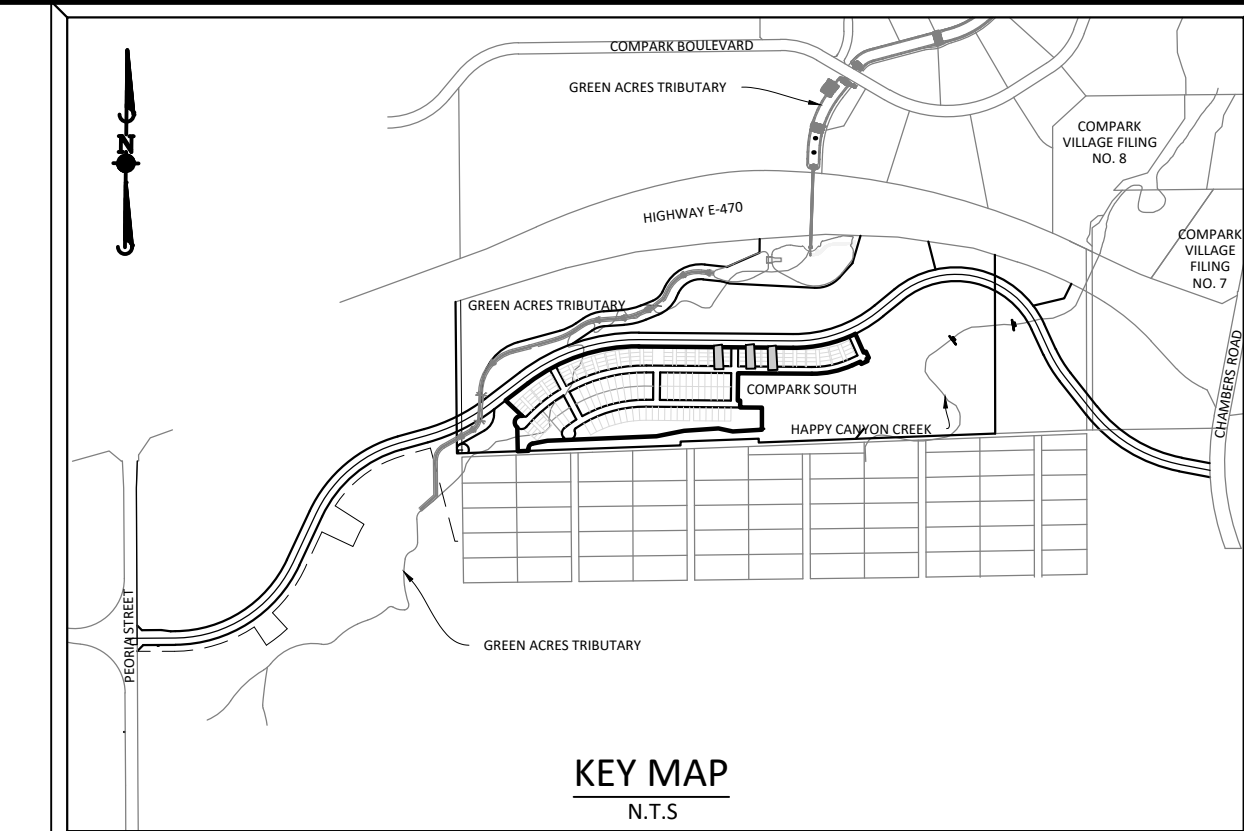 COMPARK BOULEVARD
GREEN ACRES TRIBUTARY
N
COMPARK
VILLAGE FILING
NO. 8
HIGHWAY E-470
COMPARK
VILLAGE
FILING
NO. 7
GREEN ACRES TRIBUTARY
COMPARK SOUTH
HAPPY CANYON CREEK
CHAMBERS ROAD
PEORIA STREET
GREEN ACRES TRIBUTARY
KEY MAP
N.T.S